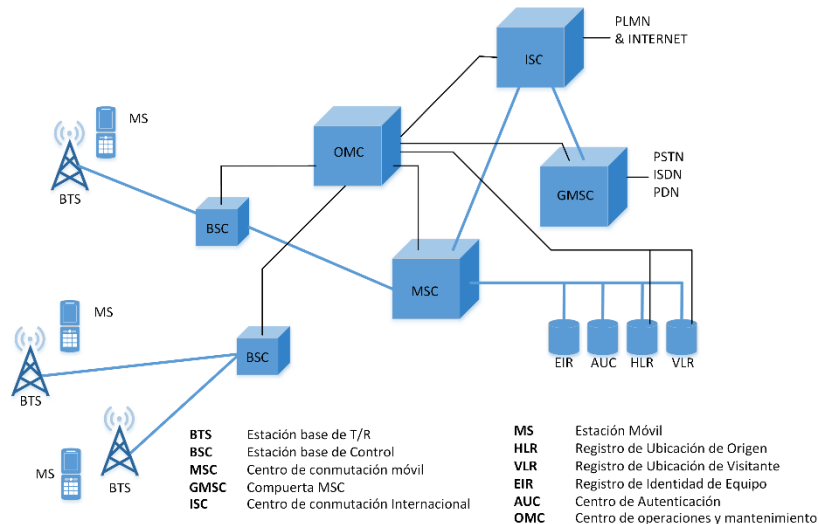 PLMN
& INTERNET
ISC
MS
OMC
PSTN
ISDN
PDN
GMSC
BTS
BSC
MSC
MS
BSC
EIR AUC HLR VLR
BTS
MS
BTS
BTS Estación base de T/R
BSC Estación base de Control
MSC Centro de conmutación móvil
GMSC Compuerta MSC
ISC Centro de conmutación Internacional
MS Estación Móvil
HLR Registro de Ubicación de Origen
VLR Registro de Ubicación de Visitante
EIR Registro de Identidad de Equipo
AUC Centro de Autenticación
OMC Centro de operaciones y mantenimiento